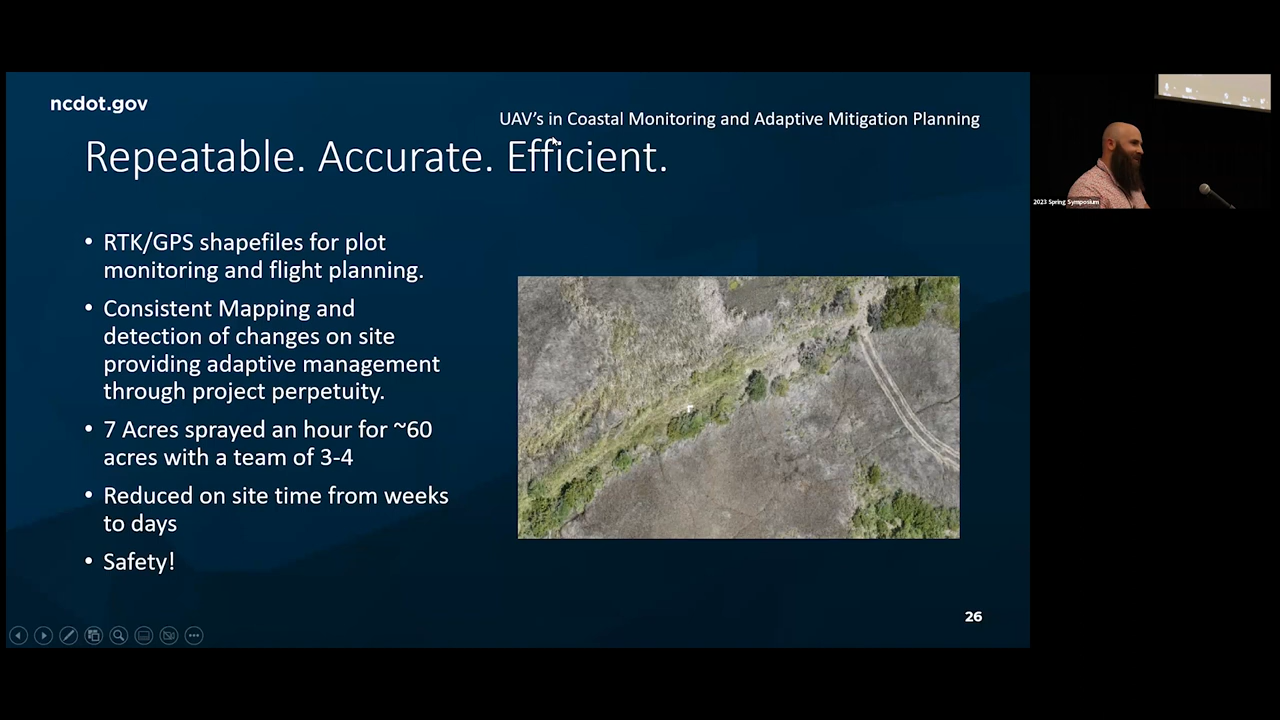 ncdot.gov
UAV's in Coastal Monitoring and Adaptive Mitigation Planning
Repeatable. Accurate. Efficient.
• RTK/GPS shapefiles for plot
monitoring and flight planning.
• Consistent Mapping and
detection of changes on site
providing adaptive management
through project perpetuity.
• 7 Acres sprayed an hour for ~60
acres with a team of 3-4
• Reduced on site time from weeks
to days
• Safety!
26
2023 Spring Symposium